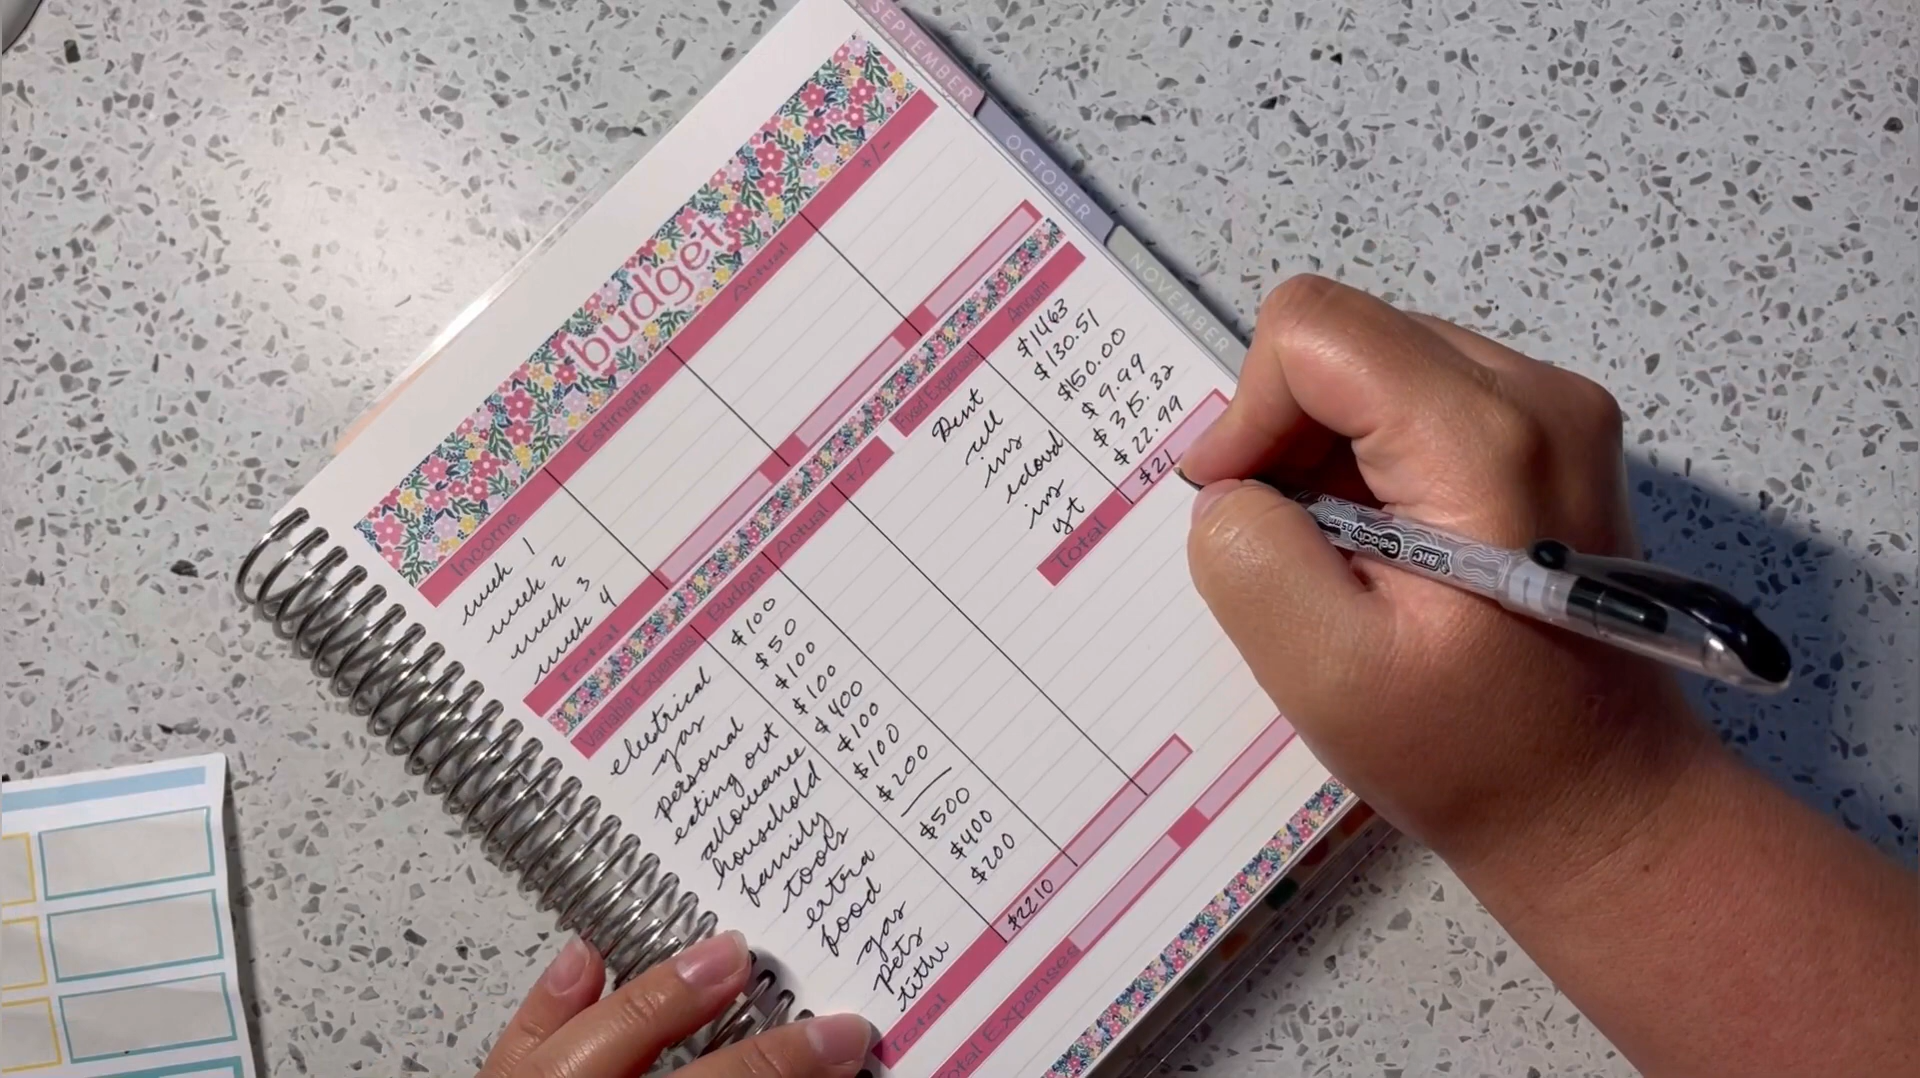 SEPTEMBER
OCTOBER
NOVEMBER
budget
Income Estimate Actual +/-
week 1
week 2
week 3
week 4
Total
Variable Expenses Budget Actual +/-
electrical $100
gas $50
personal $100
eating out $100
allowance $400
household $100
family $100
tools $200
extra
food $500
gas $400
pets $200
tithe
Total $2210
Total Expenses
Fixed Expenses Amount
Rent $1463
cell $130.51
ins $150.00
icloud $9.99
ins $315.32
yt $22.99
Total $21
BIC Gelocity